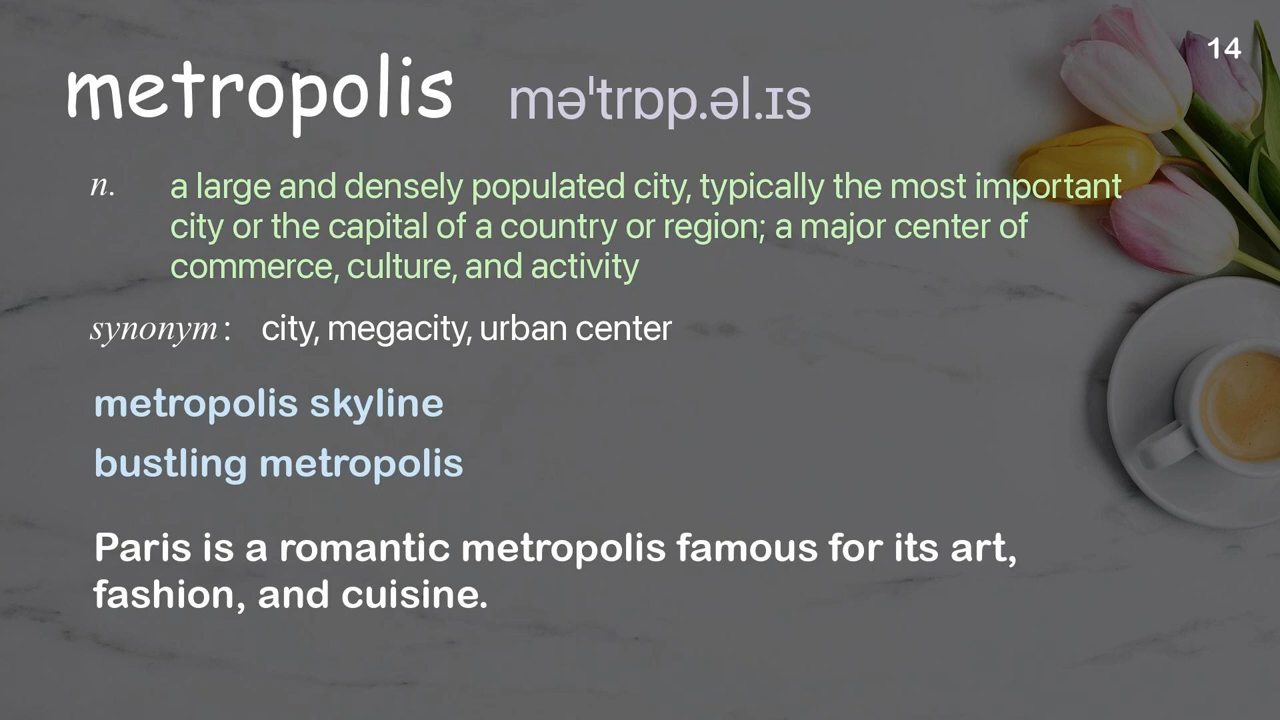 14
metropolis məˈtrɒp.əl.ɪs
n. a large and densely populated city, typically the most important
city or the capital of a country or region; a major center of
commerce, culture, and activity
synonym: city, megacity, urban center
metropolis skyline
bustling metropolis
Paris is a romantic metropolis famous for its art,
fashion, and cuisine.